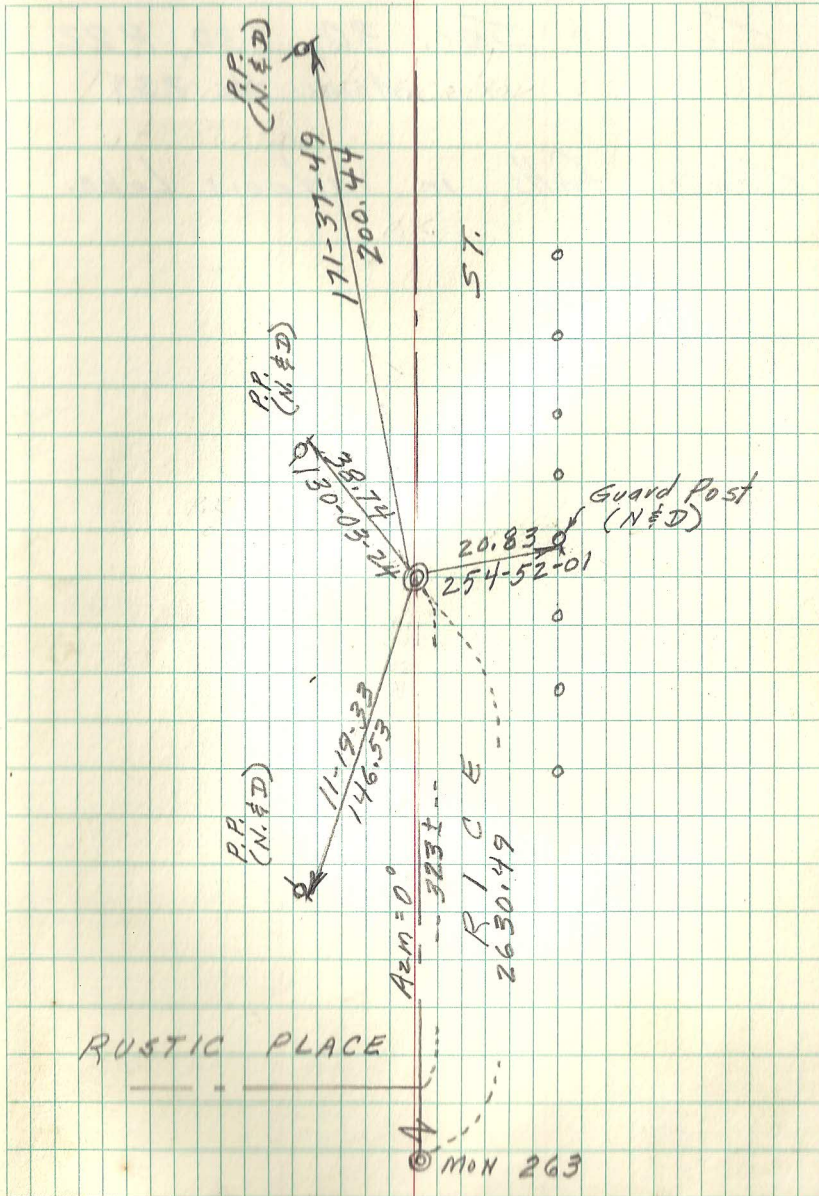 P.P.
(N. & D)
171-37-49
200.44
ST.
P.P.
(N. & D)
38.74
130-03-24
Guard Post
(N & D)
20.83
254-52-01
11-19-33
146.53
P.P.
(N. & D)
Azm = 0°
323±
RICE
2630.49
RUSTIC PLACE
MON 263